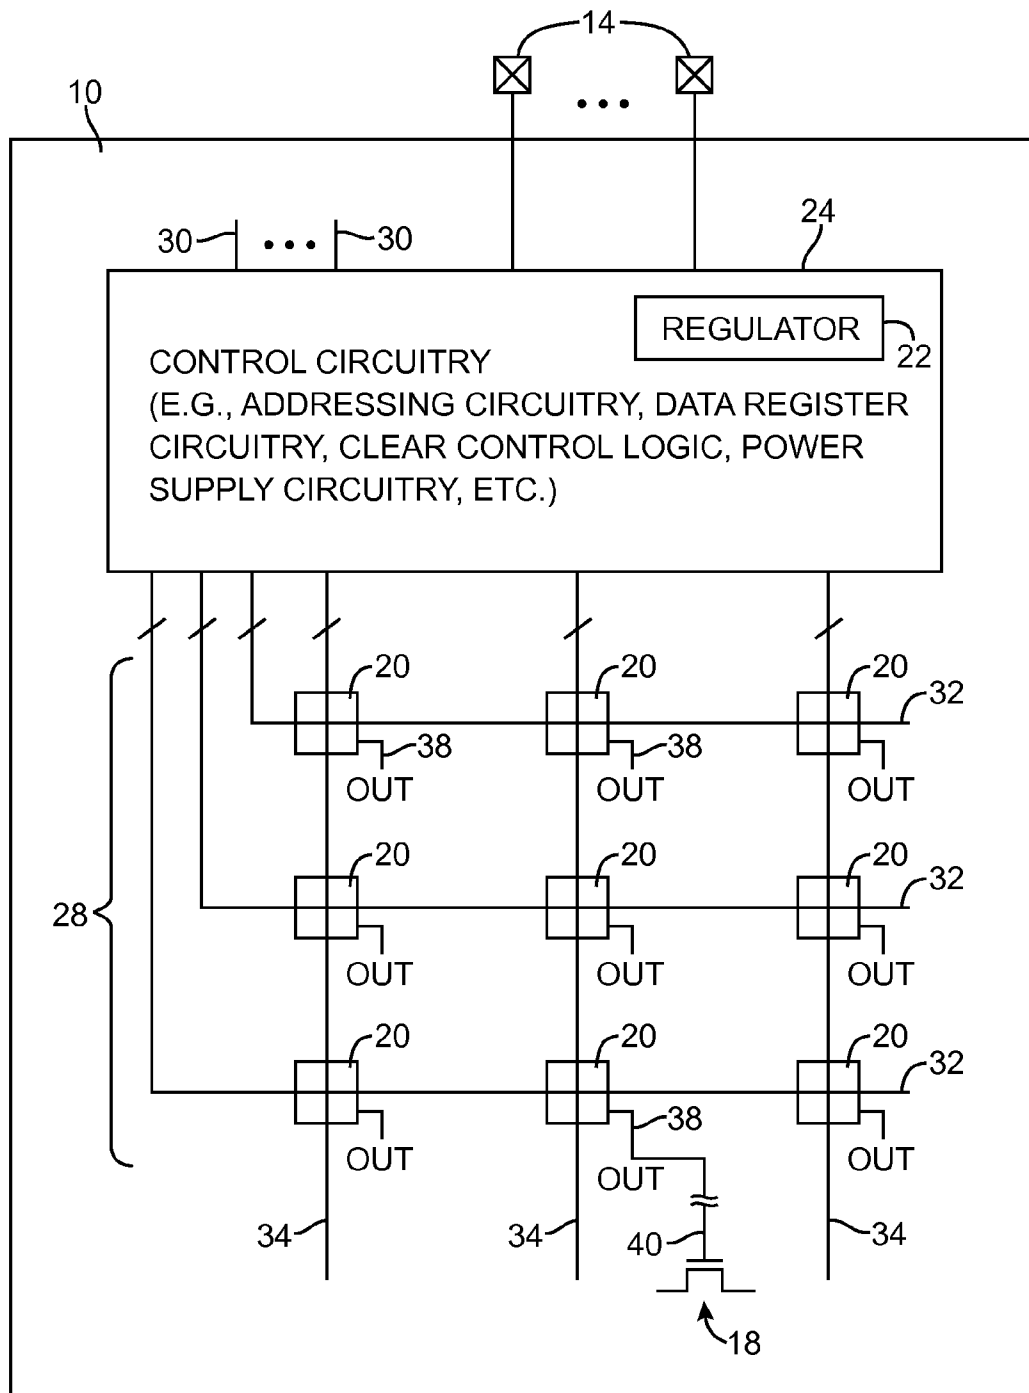 14
10
30
30
24
REGULATOR
22
CONTROL CIRCUITRY
(E.G., ADDRESSING CIRCUITRY, DATA REGISTER
CIRCUITRY, CLEAR CONTROL LOGIC, POWER
SUPPLY CIRCUITRY, ETC.)
20 20 20
32
38 38
OUT OUT OUT
20 20 20
32
28
OUT OUT OUT
20 20 20
32
38
OUT OUT OUT
34 34 40 34
18